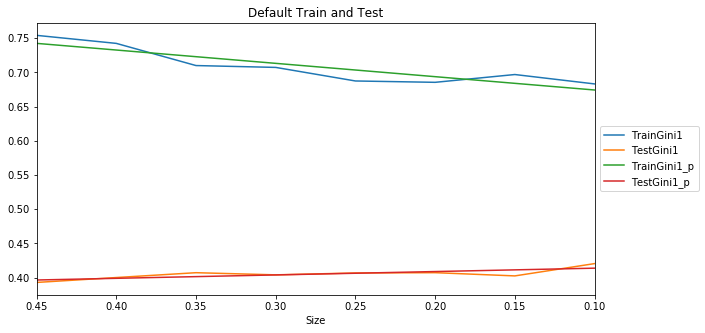 Default Train and Test
0.75
0.70
0.65
0.60
0.55
0.50
0.45
0.40
0.45 0.40 0.35 0.30 0.25 0.20 0.15 0.10
Size
TrainGini1
TestGini1
TrainGini1_p
TestGini1_p